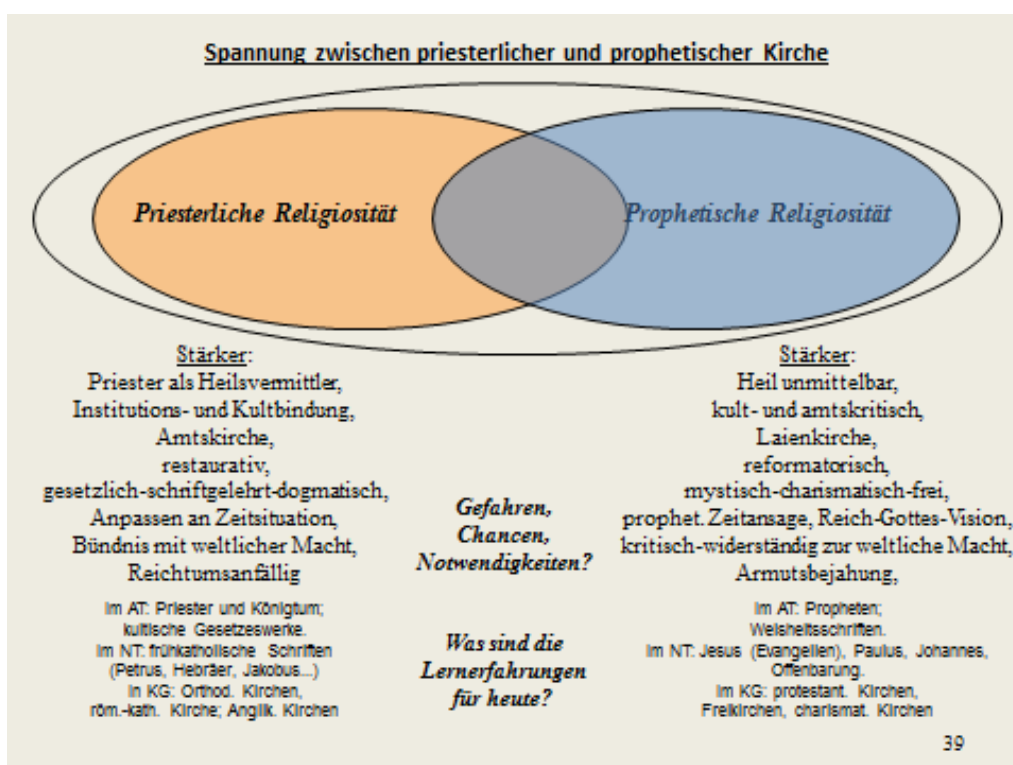 Spannung zwischen priesterlicher und prophetischer Kirche
Priesterliche Religiosität
Prophetische Religiosität
Stärker:
Priester als Heilsvermittler,
Institutions- und Kultbindung,
Amtskirche,
restaurativ,
gesetzlich-schriftgelehrt-dogmatisch,
Anpassen an Zeitsituation,
Bündnis mit weltlicher Macht,
Reichtumsanfällig
Im AT: Priester und Königtum;
kultische Gesetzeswerke.
Im NT: frühkatholische Schriften
(Petrus, Hebräer, Jakobus...)
In KG: Orthod. Kirchen,
röm.-kath. Kirche; Anglik. Kirchen
Gefahren,
Chancen,
Notwendigkeiten?
Was sind die
Lernerfahrungen
für heute?
Stärker:
Heil unmittelbar,
kult- und amtskritisch,
Laienkirche,
reformatorisch,
mystisch-charismatisch-frei,
prophet. Zeitansage, Reich-Gottes-Vision,
kritisch-widerständig zur weltliche Macht,
Armutsbejahung,
Im AT: Propheten;
Weisheitsschriften.
Im NT: Jesus (Evangelien), Paulus, Johannes,
Offenbarung.
Im KG: protestant. Kirchen,
Freikirchen, charismat. Kirchen
39